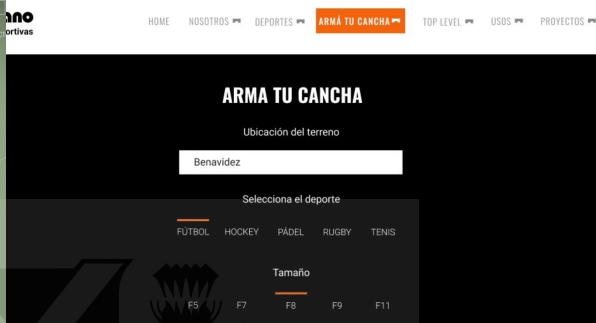 ano
ortivas
HOME NOSOTROS DEPORTES ARMÁ TU CANCHA TOP LEVEL USOS PROYECTOS
ARMA TU CANCHA
Ubicación del terreno
Benavidez
Selecciona el deporte
FÚTBOL HOCKEY PÁDEL RUGBY TENIS
Tamaño
F5 F7 F8 F9 F11